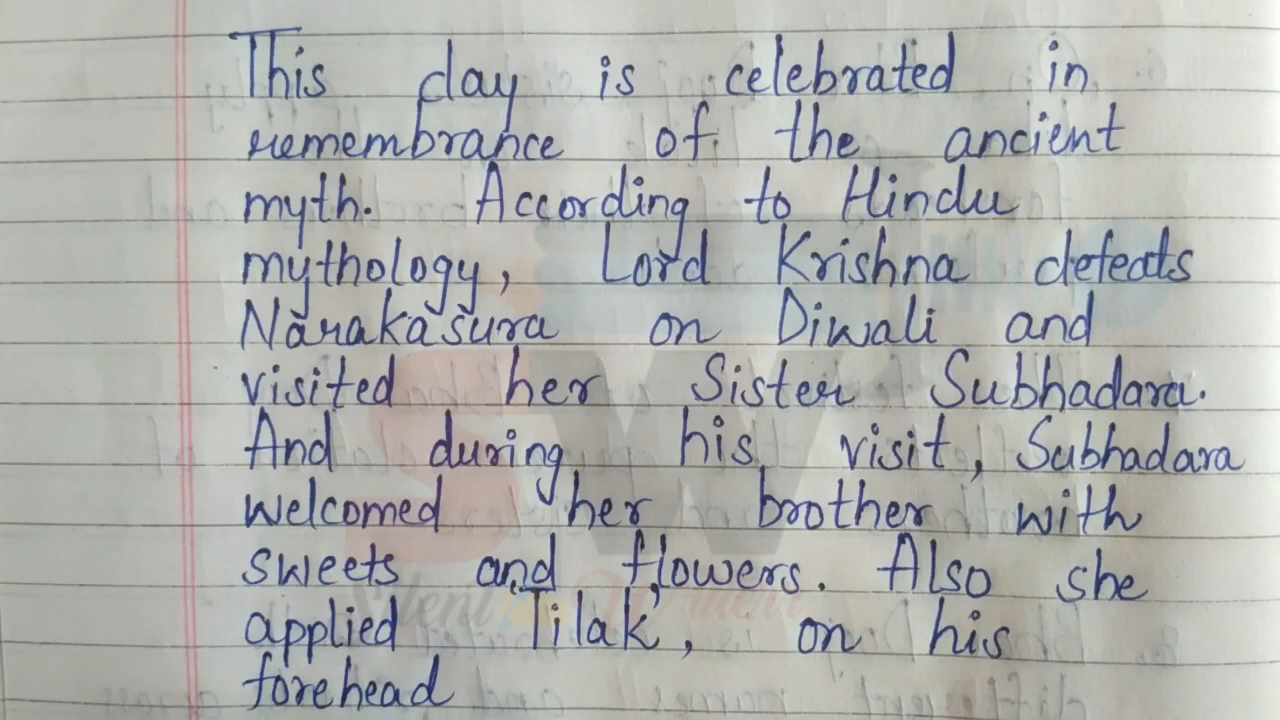 This day is celebrated in
remembrance of the ancient
myth. According to Hindu
mythology, Lord Krishna defeats
Narakasura on Diwali and
visited her Sister Subhadara.
And during his visit, Subhadara
welcomed her brother with
sweets and flowers. Also she
applied "Tilak", on his
forehead